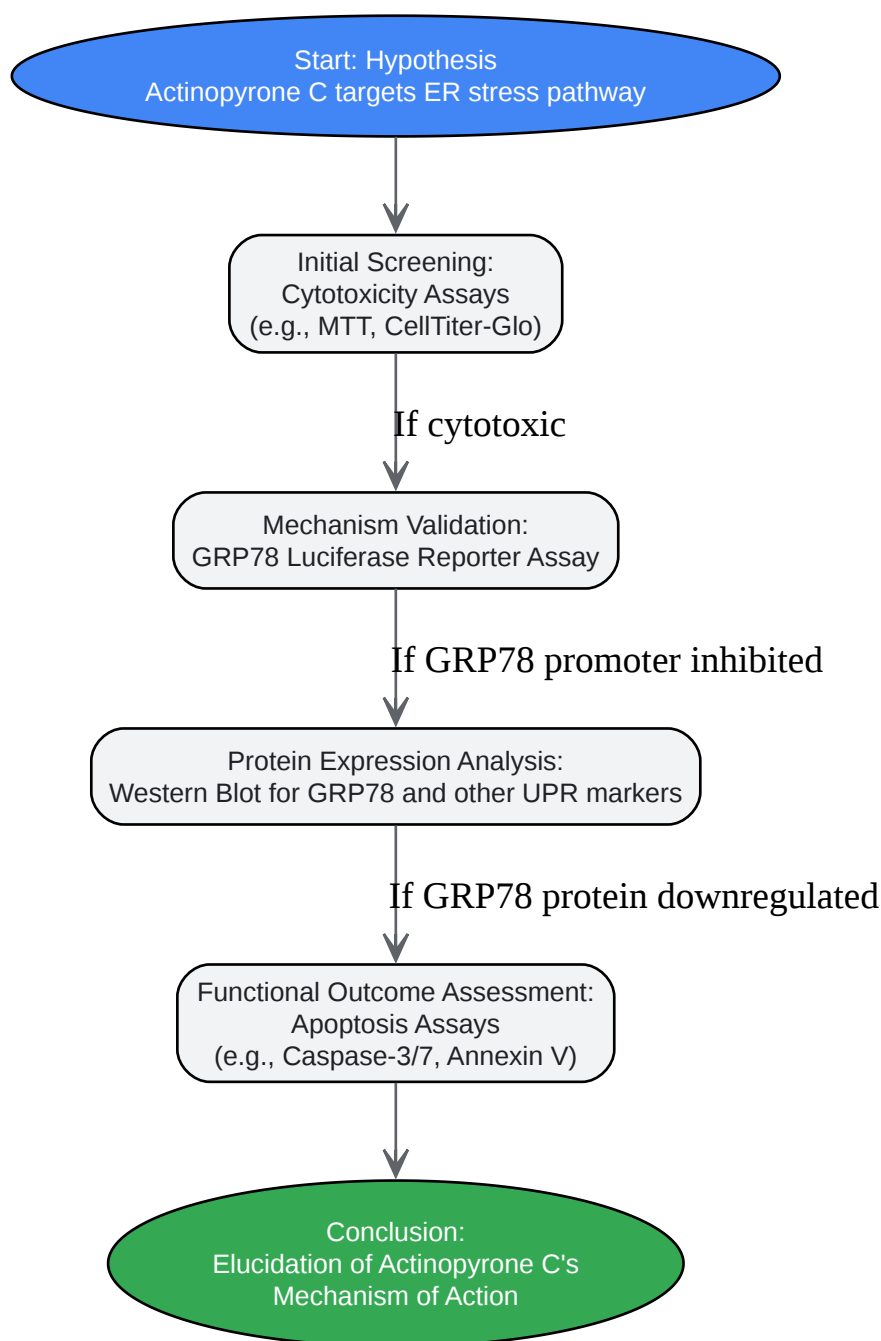 Start: Hypothesis
Actinopyrone C targets ER stress pathway
Initial Screening:
Cytotoxicity Assays
(e.g., MTT, CellTiter-Glo)
If cytotoxic
Mechanism Validation:
GRP78 Luciferase Reporter Assay
If GRP78 promoter inhibited
Protein Expression Analysis:
Western Blot for GRP78 and other UPR markers
If GRP78 protein downregulated
Functional Outcome Assessment:
Apoptosis Assays
(e.g., Caspase-3/7, Annexin V)
Conclusion:
Elucidation of Actinopyrone C's
Mechanism of Action